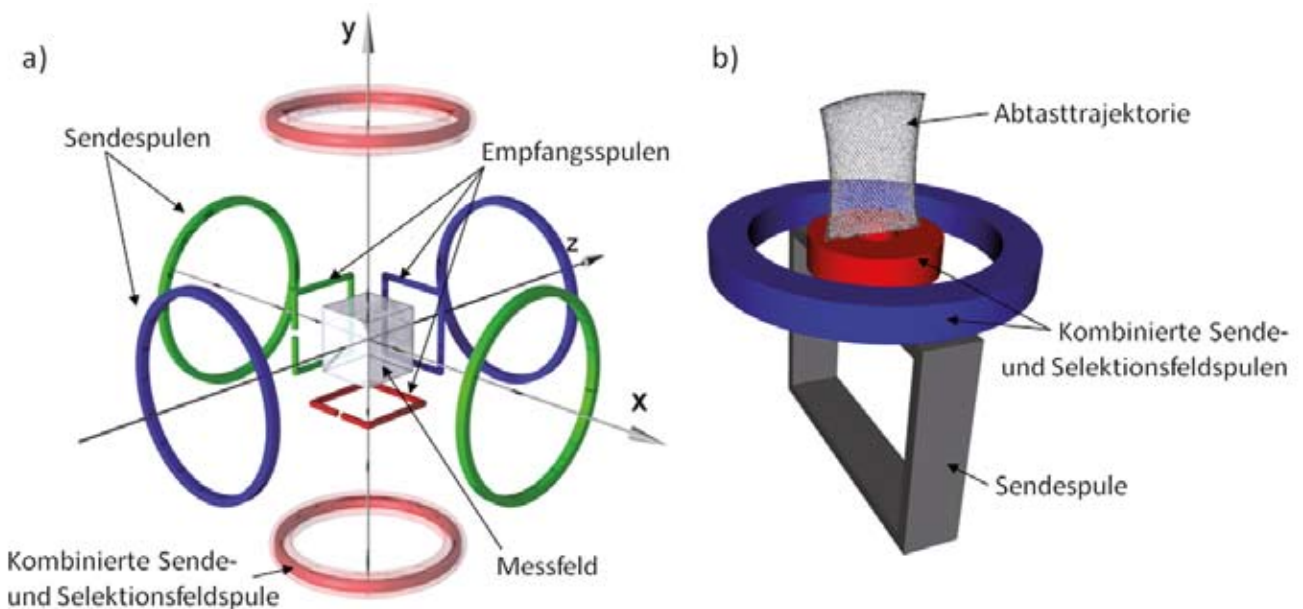 a)
y
Sendespulen
Empfangsspulen
z
x
Kombinierte Sende-
und Selektionsfeldspule
Messfeld
b)
Abtasttrajektorie
Kombinierte Sende-
und Selektionsfeldspulen
Sendespule